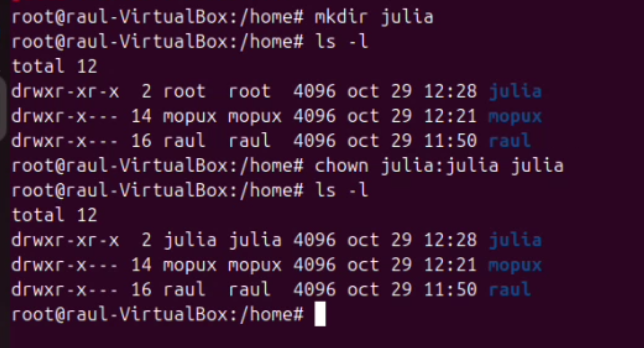 root@raul-VirtualBox:/home# mkdir julia
root@raul-VirtualBox:/home# ls -l
total 12
drwxr-xr-x  2 root  root  4096 oct 29 12:28 julia
drwxr-x--- 14 mopux mopux 4096 oct 29 12:21 mopux
drwxr-x--- 16 raul  raul  4096 oct 29 11:50 raul
root@raul-VirtualBox:/home# chown julia:julia julia
root@raul-VirtualBox:/home# ls -l
total 12
drwxr-xr-x  2 julia julia 4096 oct 29 12:28 julia
drwxr-x--- 14 mopux mopux 4096 oct 29 12:21 mopux
drwxr-x--- 16 raul  raul  4096 oct 29 11:50 raul
root@raul-VirtualBox:/home#